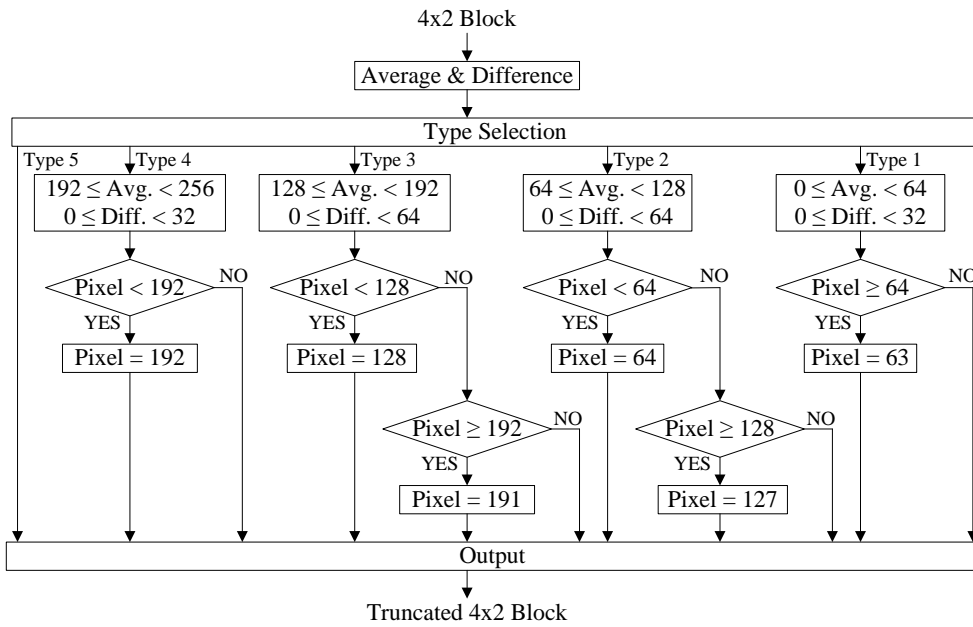 4x2 Block
Average & Difference
Type Selection
Type 5
Type 4
Type 3
Type 2
Type 1
192 ≤ Avg. < 256
0 ≤ Diff. < 32
128 ≤ Avg. < 192
0 ≤ Diff. < 64
64 ≤ Avg. < 128
0 ≤ Diff. < 64
0 ≤ Avg. < 64
0 ≤ Diff. < 32
Pixel < 192
NO
Pixel < 128
NO
Pixel < 64
NO
Pixel ≥ 64
NO
YES
YES
YES
YES
Pixel = 192
Pixel = 128
Pixel = 64
Pixel = 63
Pixel ≥ 192
NO
Pixel ≥ 128
NO
YES
YES
Pixel = 191
Pixel = 127
Output
Truncated 4x2 Block